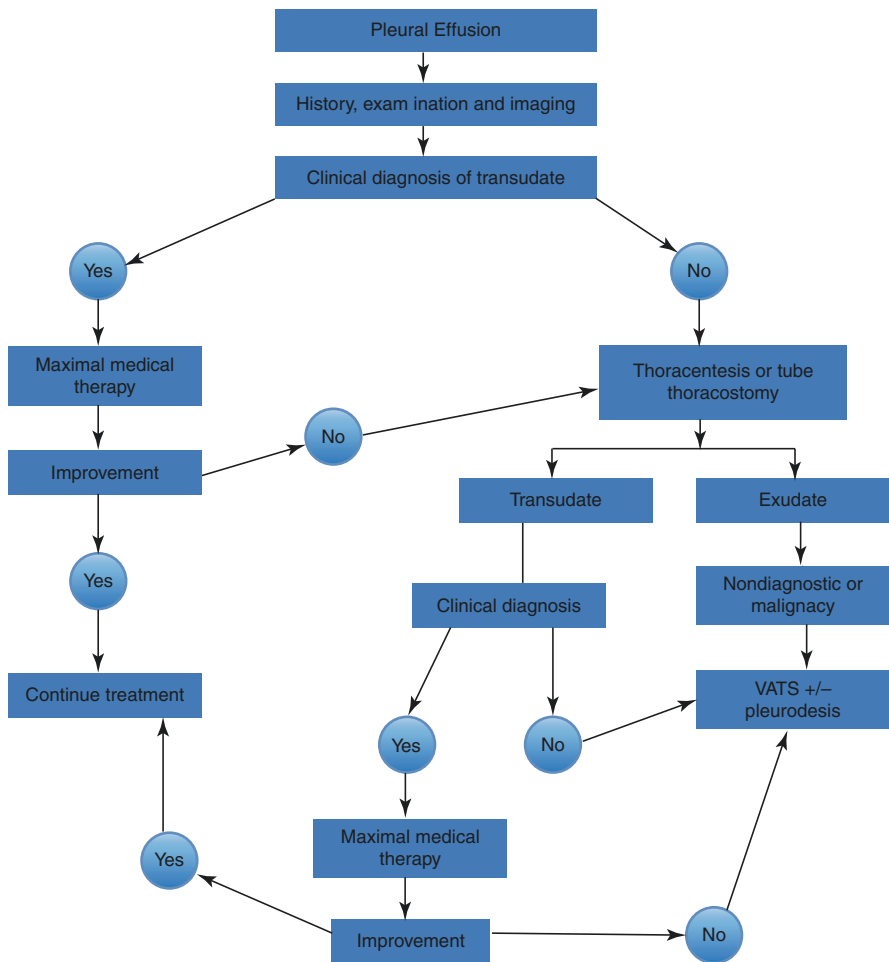 Pleural Effusion
History, exam ination and imaging
Clinical diagnosis of transudate
Yes
No
Maximal medical
therapy
Thoracentesis or tube
thoracostomy
No
Improvement
Transudate
Exudate
Yes
Clinical diagnosis
Nondiagnostic or
malignacy
Continue treatment
VATS +/–
pleurodesis
Yes
No
Maximal medical
therapy
Yes
Improvement
No